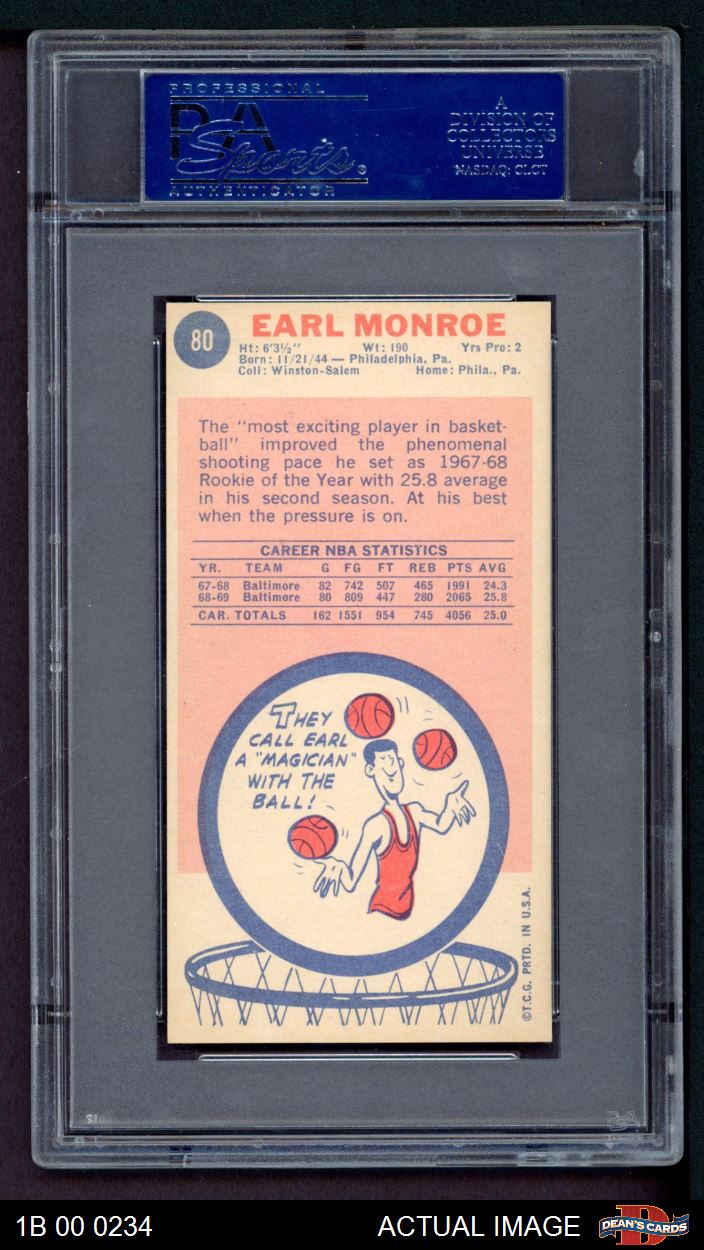 PROFESSIONAL
PSA
Sports®
AUTHENTICATOR
A
DIVISION OF
COLLECTORS
UNIVERSE
NASDAQ: CLCT
80
EARL MONROE
Ht: 6'3½" Wt: 190 Yrs Pro: 2
Born: 11/21/44 — Philadelphia, Pa.
Coll: Winston-Salem Home: Phila., Pa.
The "most exciting player in basket-
ball" improved the phenomenal
shooting pace he set as 1967-68
Rookie of the Year with 25.8 average
in his second season. At his best
when the pressure is on.
CAREER NBA STATISTICS
YR. TEAM G FG FT REB PTS AVG
67-68 Baltimore 82 742 507 465 1991 24.3
68-69 Baltimore 80 809 447 280 2065 25.8
CAR. TOTALS 162 1551 954 745 4056 25.0
THEY
CALL EARL
A "MAGICIAN"
WITH THE
BALL!
©T.C.G. PRTD. IN U.S.A.
1B 00 0234 ACTUAL IMAGE
DEAN'S CARDS